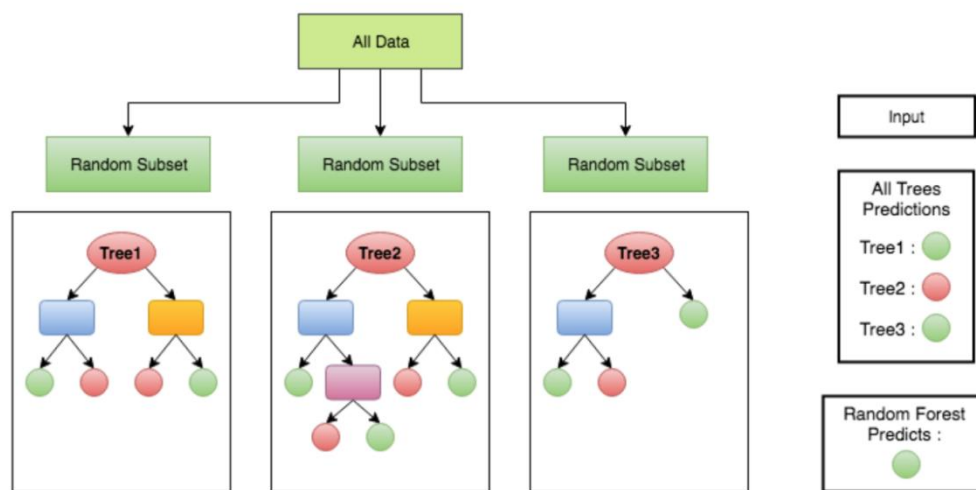 All Data
Random Subset
Random Subset
Random Subset
Tree1
Tree2
Tree3
Input
All Trees
Predictions
Tree1 :
Tree2 :
Tree3 :
Random Forest
Predicts :